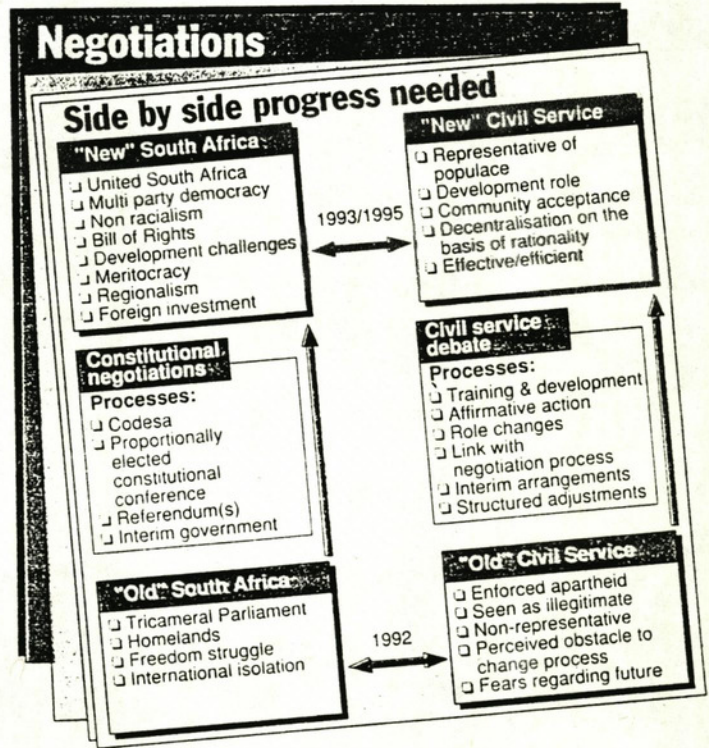 Negotiations
Side by side progress needed
"New" South Africa
❑ United South Africa
❑ Multi party democracy
❑ Non racialism
❑ Bill of Rights
❑ Development challenges
❑ Meritocracy
❑ Regionalism
❑ Foreign investment
1993/1995
"New" Civil Service
❑ Representative of
populace
❑ Development role
❑ Community acceptance
❑ Decentralisation on the
basis of rationality
❑ Effective/efficient
Constitutional
negotiations
Processes:
❑ Codesa
❑ Proportionally
elected
constitutional
conference
❑ Referendum(s)
❑ Interim government
Civil service
debate
Processes:
❑ Training & development
❑ Affirmative action
❑ Role changes
❑ Link with
negotiation process
❑ Interim arrangements
❑ Structured adjustments
"Old" South Africa
❑ Tricameral Parliament
❑ Homelands
❑ Freedom struggle
❑ International isolation
1992
"Old" Civil Service
❑ Enforced apartheid
❑ Seen as illegitimate
❑ Non-representative
❑ Perceived obstacle to
change process
❑ Fears regarding future